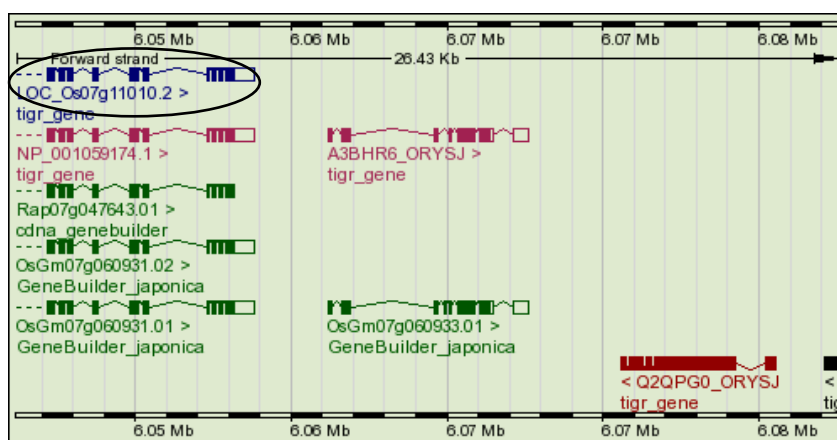 6.05 Mb 6.06 Mb 6.07 Mb 6.07 Mb 6.08 Mb
Forward strand 26.43 Kb
LOC_Os07g11010.2 >
tigr_gene
NP_001059174.1 > A3BHR6_ORYSJ >
tigr_gene tigr_gene
Rap07g047643.01 >
cdna_genebuilder
OsGm07g060931.02 >
GeneBuilder_japonica
OsGm07g060931.01 > OsGm07g060933.01 >
GeneBuilder_japonica GeneBuilder_japonica
< Q2QPG0_ORYSJ <
tigr_gene tig
6.05 Mb 6.06 Mb 6.07 Mb 6.07 Mb 6.08 Mb